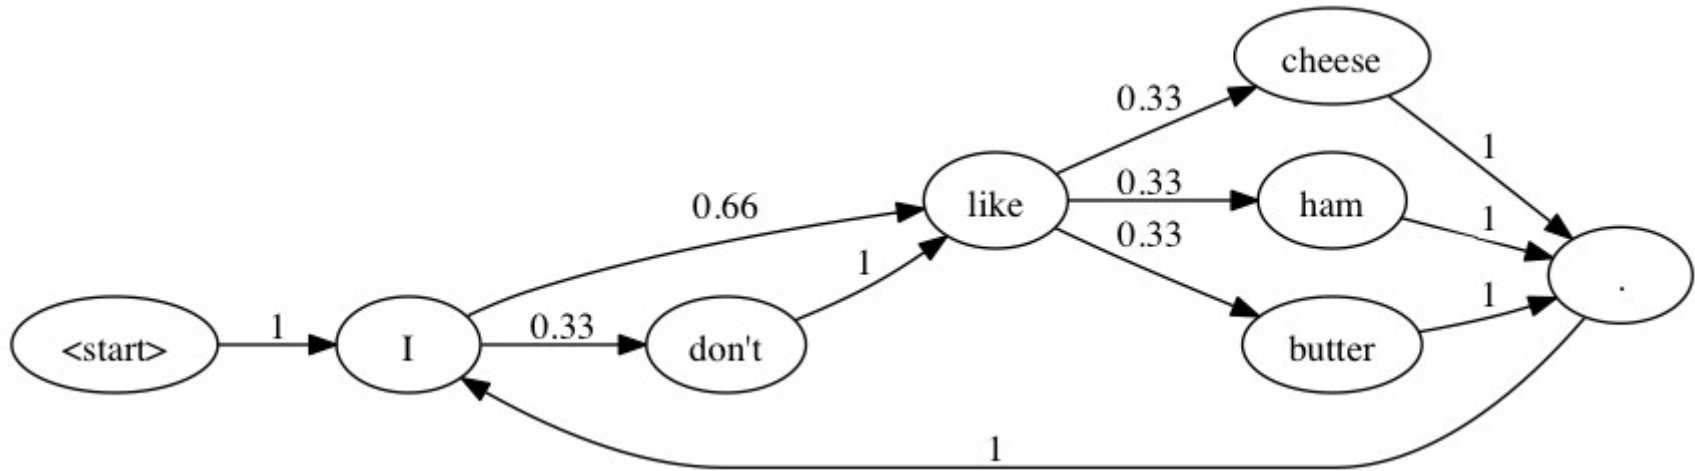 cheese
0.33
1
0.33
0.66
like
ham
1
0.33
1
1
.
1
0.33
<start>
I
don't
butter
1